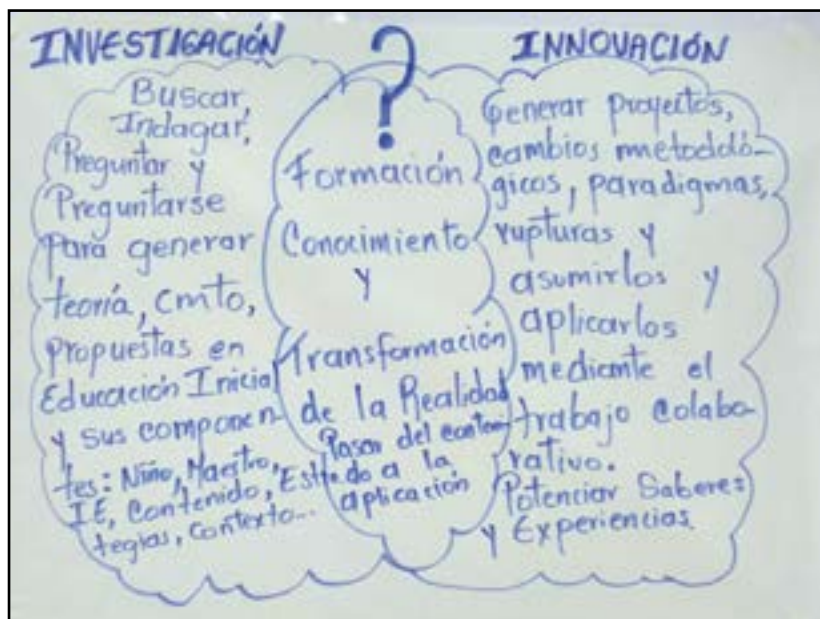 INVESTIGACIÓN
Buscar,
Indagar,
Preguntar y
Preguntarse
Para generar
teoría, cmto,
propuestas en
Educación Inicial
y sus componen-
tes: Niño, Maestro,
IE, Contenido, Estra
tegias, contexto...
?
Formación
Conocimiento
y
Transformación
de la Realidad
Pasar del conteni
do a la
aplicación
INNOVACIÓN
Generar proyectos,
cambios metodoló-
gicos, paradigmas,
rupturas y
asumirlos y
aplicarlos
mediante el
trabajo colabo-
rativo.
Potenciar Saberes
y Experiencias.